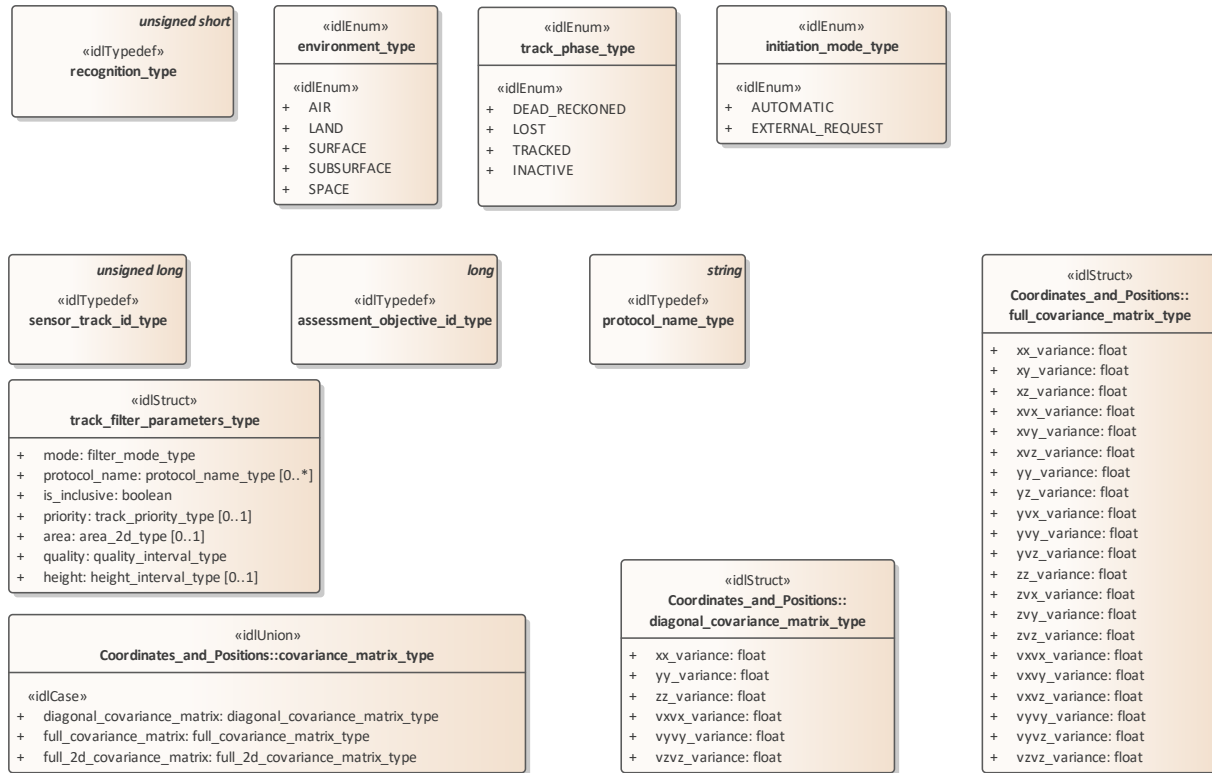 unsigned short
«idlTypedef»
recognition_type
«idlEnum»
environment_type
«idlEnum»
+ AIR
+ LAND
+ SURFACE
+ SUBSURFACE
+ SPACE
«idlEnum»
track_phase_type
«idlEnum»
+ DEAD_RECKONED
+ LOST
+ TRACKED
+ INACTIVE
«idlEnum»
initiation_mode_type
«idlEnum»
+ AUTOMATIC
+ EXTERNAL_REQUEST
unsigned long
«idlTypedef»
sensor_track_id_type
long
«idlTypedef»
assessment_objective_id_type
string
«idlTypedef»
protocol_name_type
«idlStruct»
Coordinates_and_Positions::
full_covariance_matrix_type
+ xx_variance: float
+ xy_variance: float
+ xz_variance: float
+ xvx_variance: float
+ xvy_variance: float
+ xvz_variance: float
+ yy_variance: float
+ yz_variance: float
+ yvx_variance: float
+ yvy_variance: float
+ yvz_variance: float
+ zz_variance: float
+ zvx_variance: float
+ zvy_variance: float
+ zvz_variance: float
+ vxvx_variance: float
+ vxvy_variance: float
+ vxvz_variance: float
+ vyvy_variance: float
+ vyvz_variance: float
+ vzvz_variance: float
«idlStruct»
track_filter_parameters_type
+ mode: filter_mode_type
+ protocol_name: protocol_name_type [0..*]
+ is_inclusive: boolean
+ priority: track_priority_type [0..1]
+ area: area_2d_type [0..1]
+ quality: quality_interval_type
+ height: height_interval_type [0..1]
«idlUnion»
Coordinates_and_Positions::covariance_matrix_type
«idlCase»
+ diagonal_covariance_matrix: diagonal_covariance_matrix_type
+ full_covariance_matrix: full_covariance_matrix_type
+ full_2d_covariance_matrix: full_2d_covariance_matrix_type
«idlStruct»
Coordinates_and_Positions::
diagonal_covariance_matrix_type
+ xx_variance: float
+ yy_variance: float
+ zz_variance: float
+ vxvx_variance: float
+ vyvy_variance: float
+ vzvz_variance: float